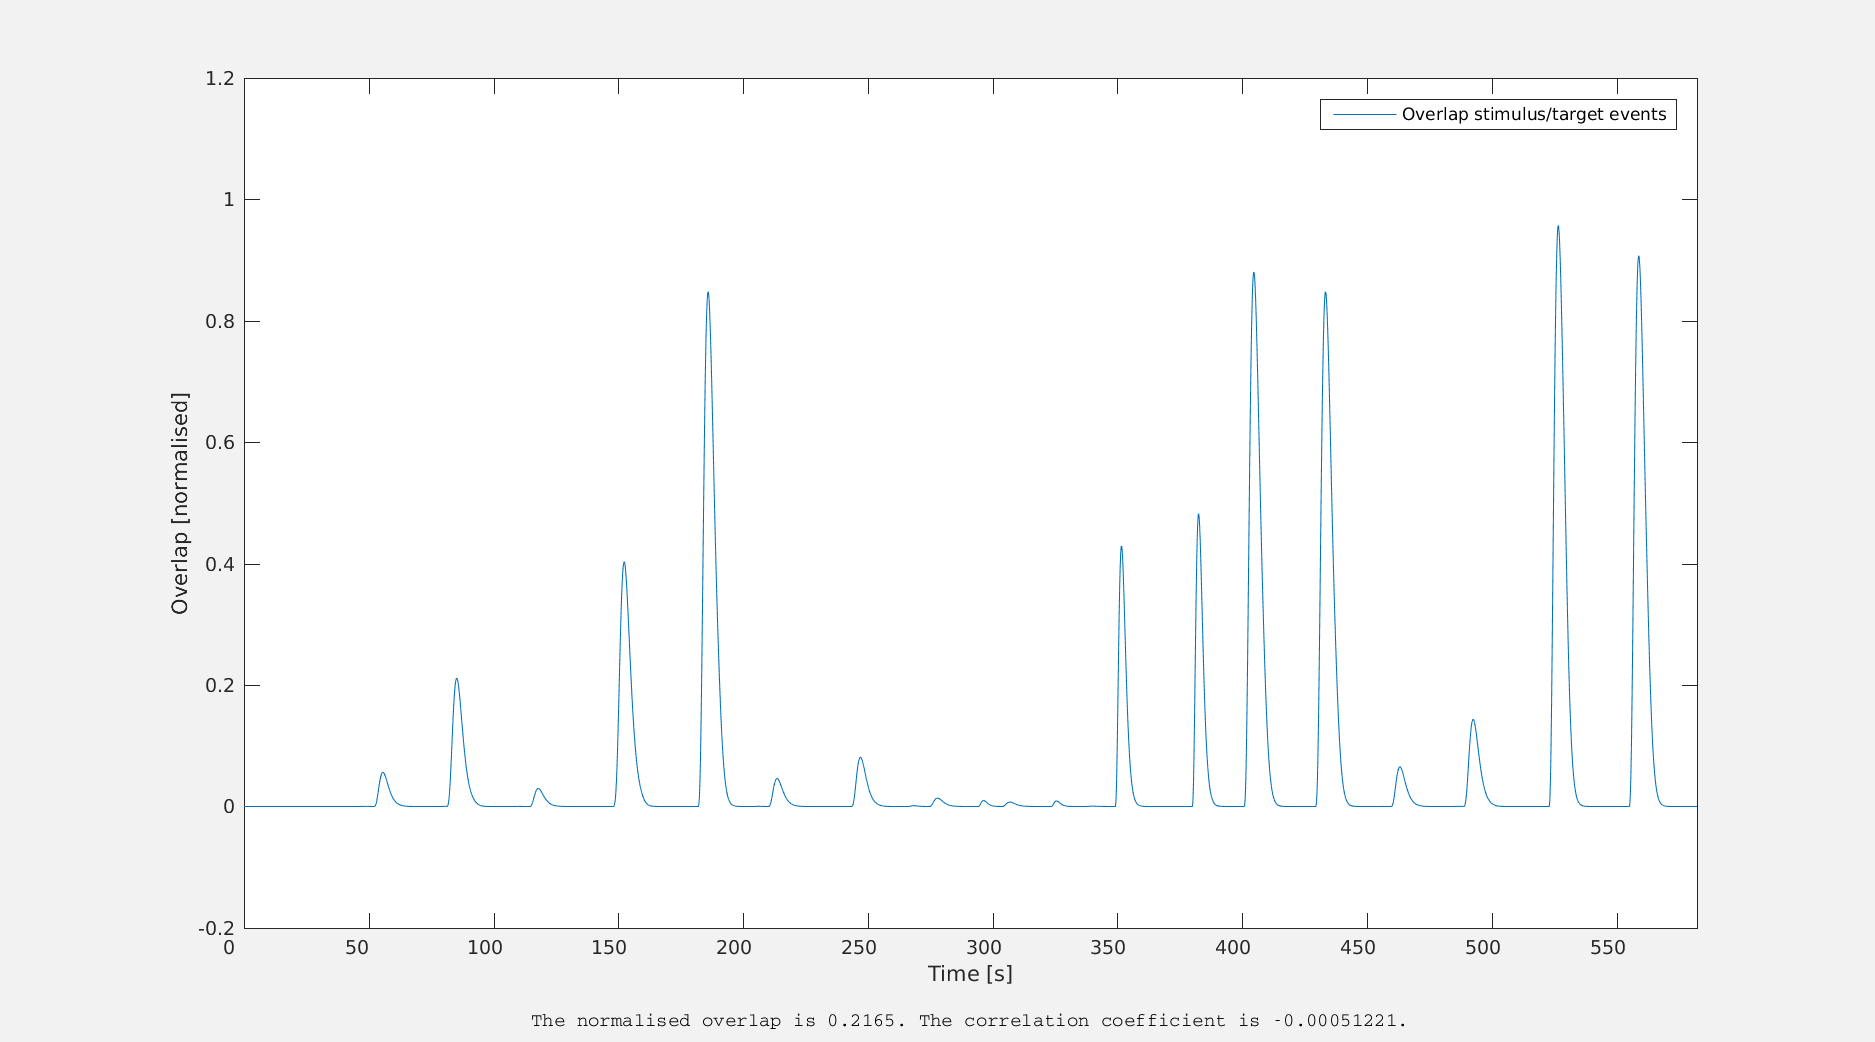 1.2
Overlap stimulus/target events
1
0.8
0.6
0.4
0.2
0
-0.2
Overlap [normalised]
0 50 100 150 200 250 300 350 400 450 500 550
Time [s]
The normalised overlap is 0.2165. The correlation coefficient is -0.00051221.